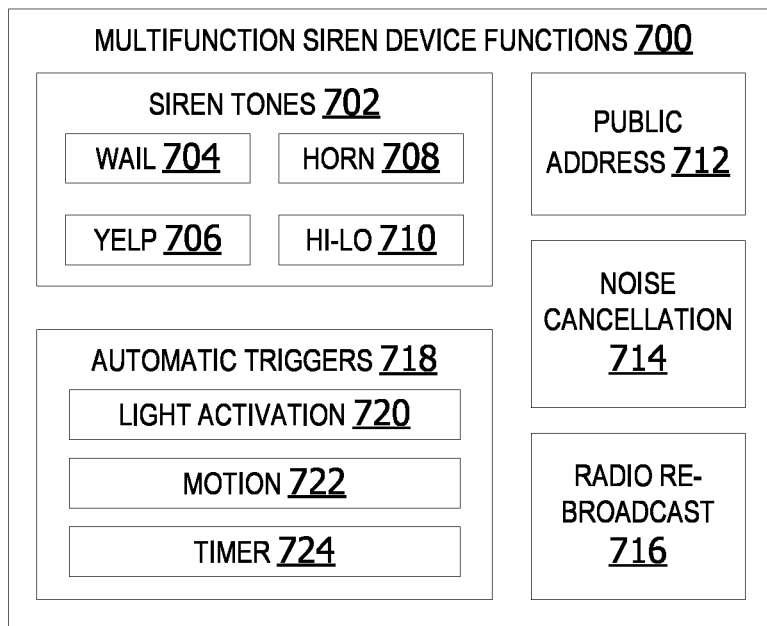 MULTIFUNCTION SIREN DEVICE FUNCTIONS 700
SIREN TONES 702
WAIL 704
HORN 708
YELP 706
HI-LO 710
PUBLIC
ADDRESS 712
NOISE
CANCELLATION
714
AUTOMATIC TRIGGERS 718
LIGHT ACTIVATION 720
MOTION 722
TIMER 724
RADIO RE-
BROADCAST
716